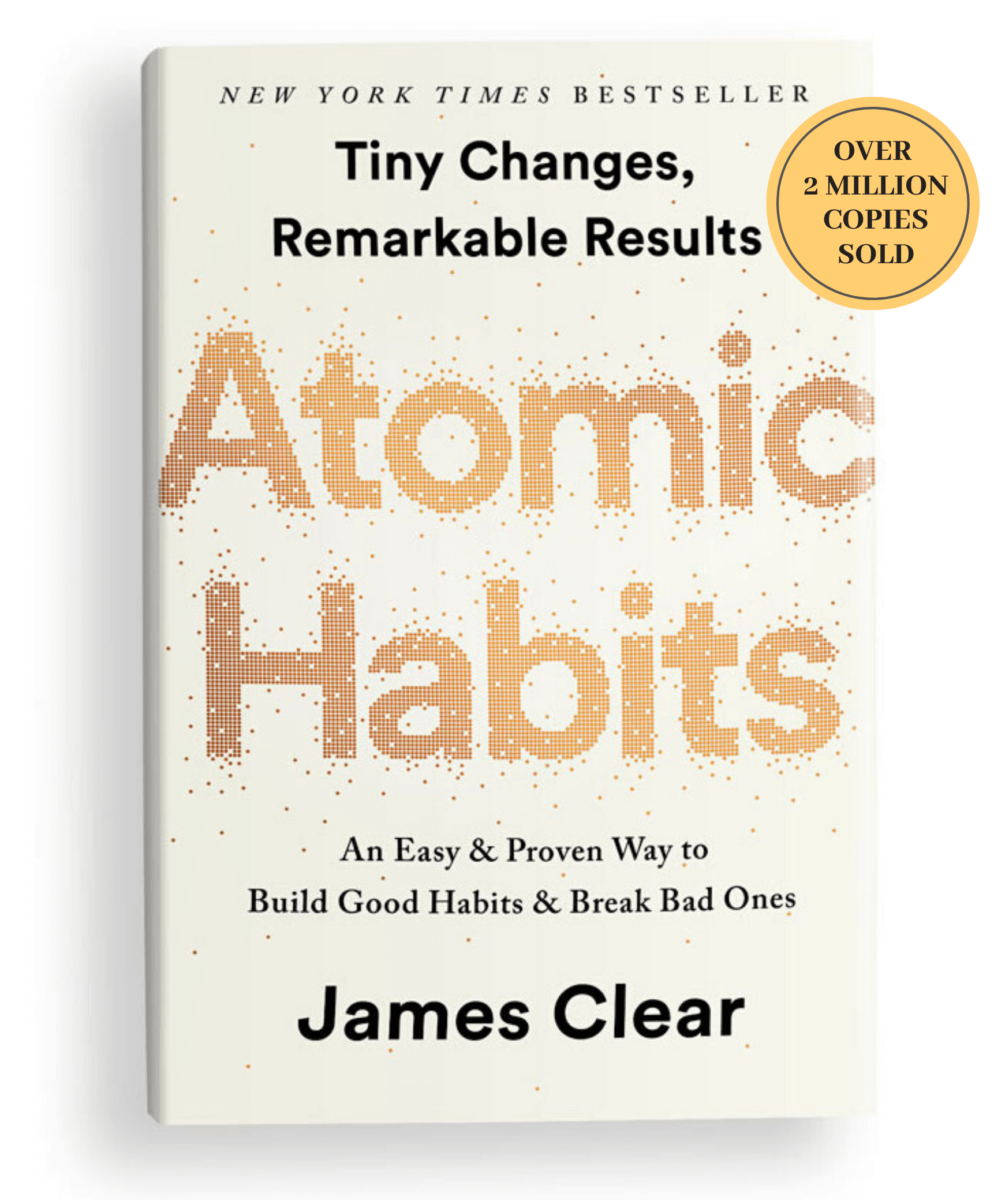 NEW YORK TIMES BESTSELLER
Tiny Changes,
Remarkable Results
OVER
2 MILLION
COPIES
SOLD
Atomic
Habits
An Easy & Proven Way to
Build Good Habits & Break Bad Ones
James Clear